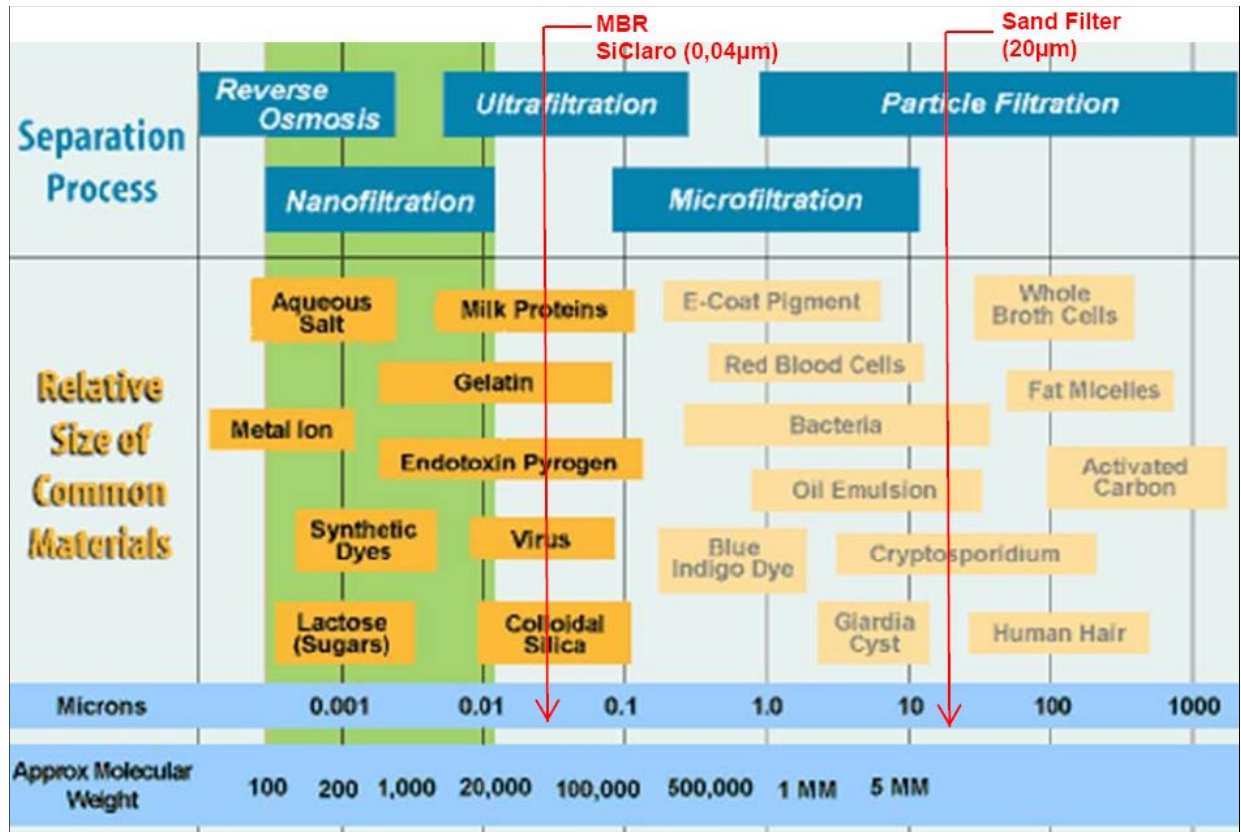 MBR
SiClaro (0,04µm)
Sand Filter
(20µm)
Separation
Process
Reverse
Osmosis
Ultrafiltration
Particle Filtration
Nanofiltration
Microfiltration
Relative
Size of
Common
Materials
Aqueous
Salt
Milk Proteins
E-Coat Pigment
Whole
Broth Cells
Gelatin
Red Blood Cells
Fat Micelles
Metal Ion
Bacteria
Endotoxin Pyrogen
Oil Emulsion
Activated
Carbon
Synthetic
Dyes
Virus
Blue
Indigo Dye
Cryptosporidium
Lactose
(Sugars)
Colloidal
Silica
Giardia
Cyst
Human Hair
Microns 0.001 0.01 0.1 1.0 10 100 1000
Approx Molecular
Weight
100 200 1,000 20,000 100,000 500,000 1 MM 5 MM